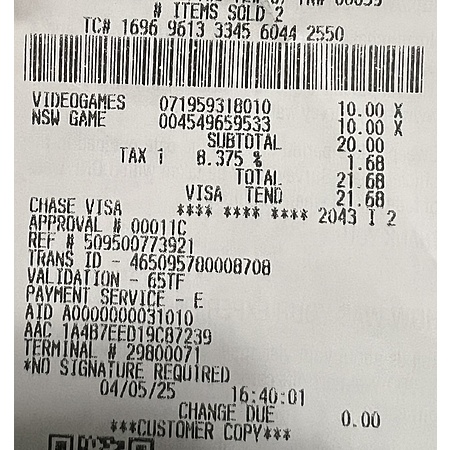 # ITEMS SOLD 2
TC# 1696 9613 3345 6044 2550
VIDEOGAMES 071959318010 10.00 X
NSW GAME 004549659533 10.00 X
SUBTOTAL 20.00
TAX 1 8.375 % 1.68
TOTAL 21.68
VISA TEND 21.68
CHASE VISA **** **** **** 2043 I 2
APPROVAL # 00011C
REF # 509500773921
TRANS ID - 465095780008708
VALIDATION - 65TF
PAYMENT SERVICE - E
AID A0000000031010
AAC 1A4B7EED19C87239
TERMINAL # 29800071
*NO SIGNATURE REQUIRED
04/05/25 16:40:01
CHANGE DUE 0.00
***CUSTOMER COPY***